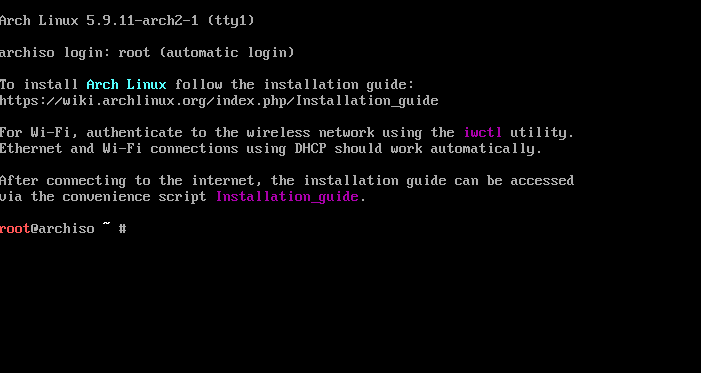 Arch Linux 5.9.11-arch2-1 (tty1)
archiso login: root (automatic login)
To install Arch Linux follow the installation guide:
https://wiki.archlinux.org/index.php/Installation_guide
For Wi-Fi, authenticate to the wireless network using the iwctl utility.
Ethernet and Wi-Fi connections using DHCP should work automatically.
After connecting to the internet, the installation guide can be accessed
via the convenience script Installation_guide.
root@archiso ~ #